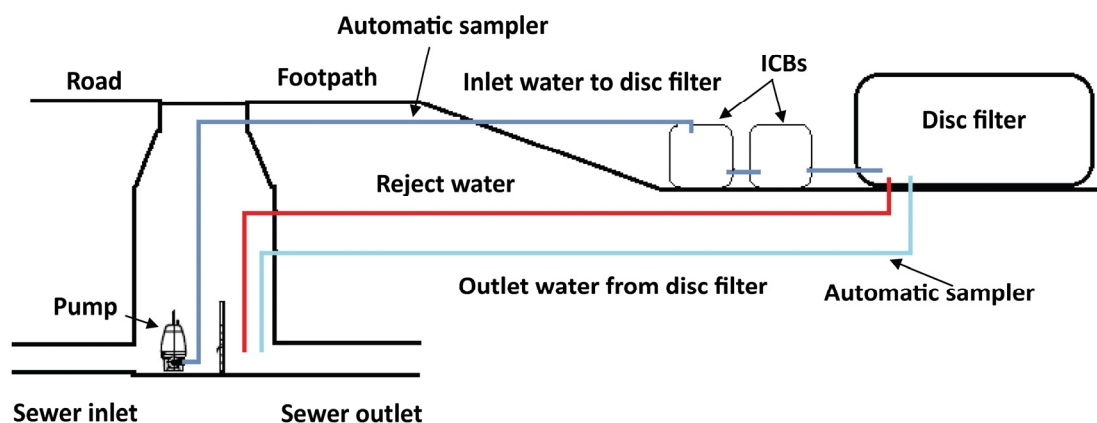 Automatic sampler
Road
Footpath
Inlet water to disc filter
ICBs
Disc filter
Reject water
Outlet water from disc filter
Automatic sampler
Pump
Sewer inlet
Sewer outlet